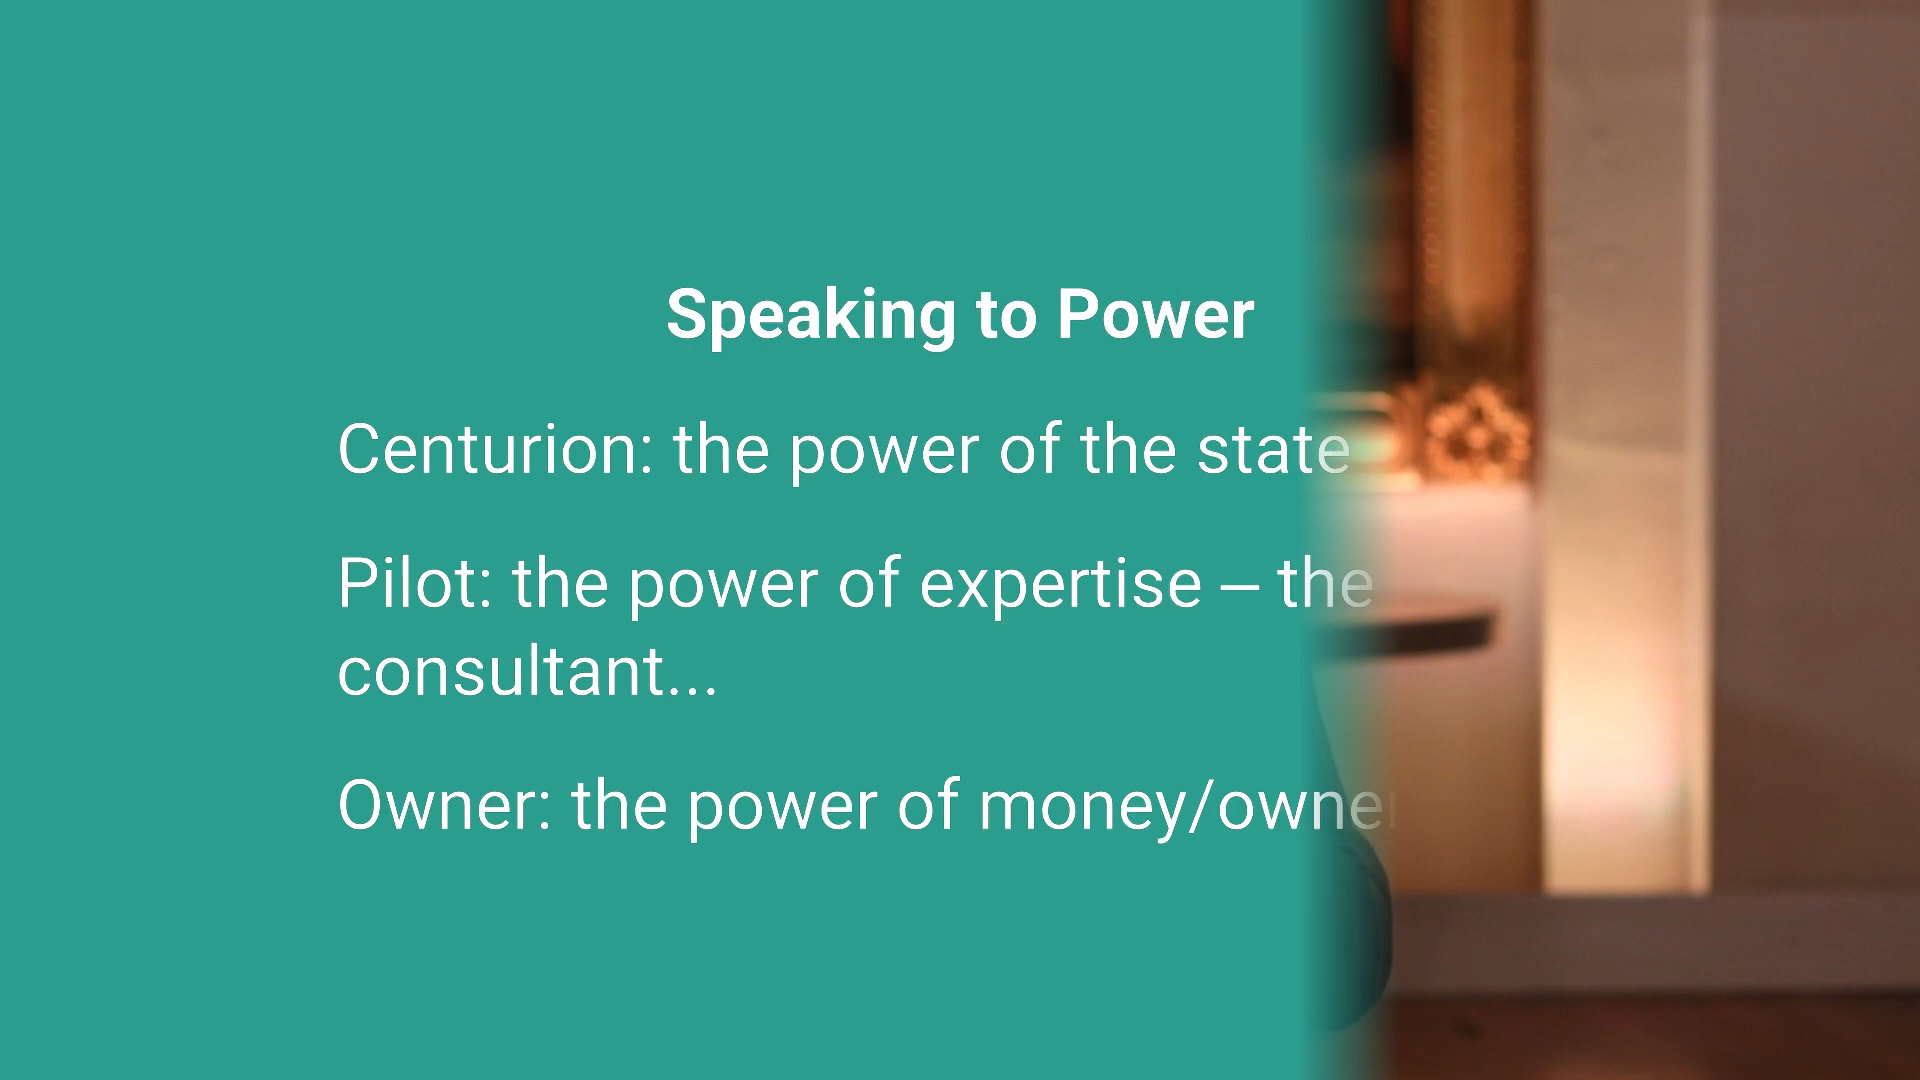 Speaking to Power
Centurion: the power of the state
Pilot: the power of expertise – the
consultant...
Owner: the power of money/owner